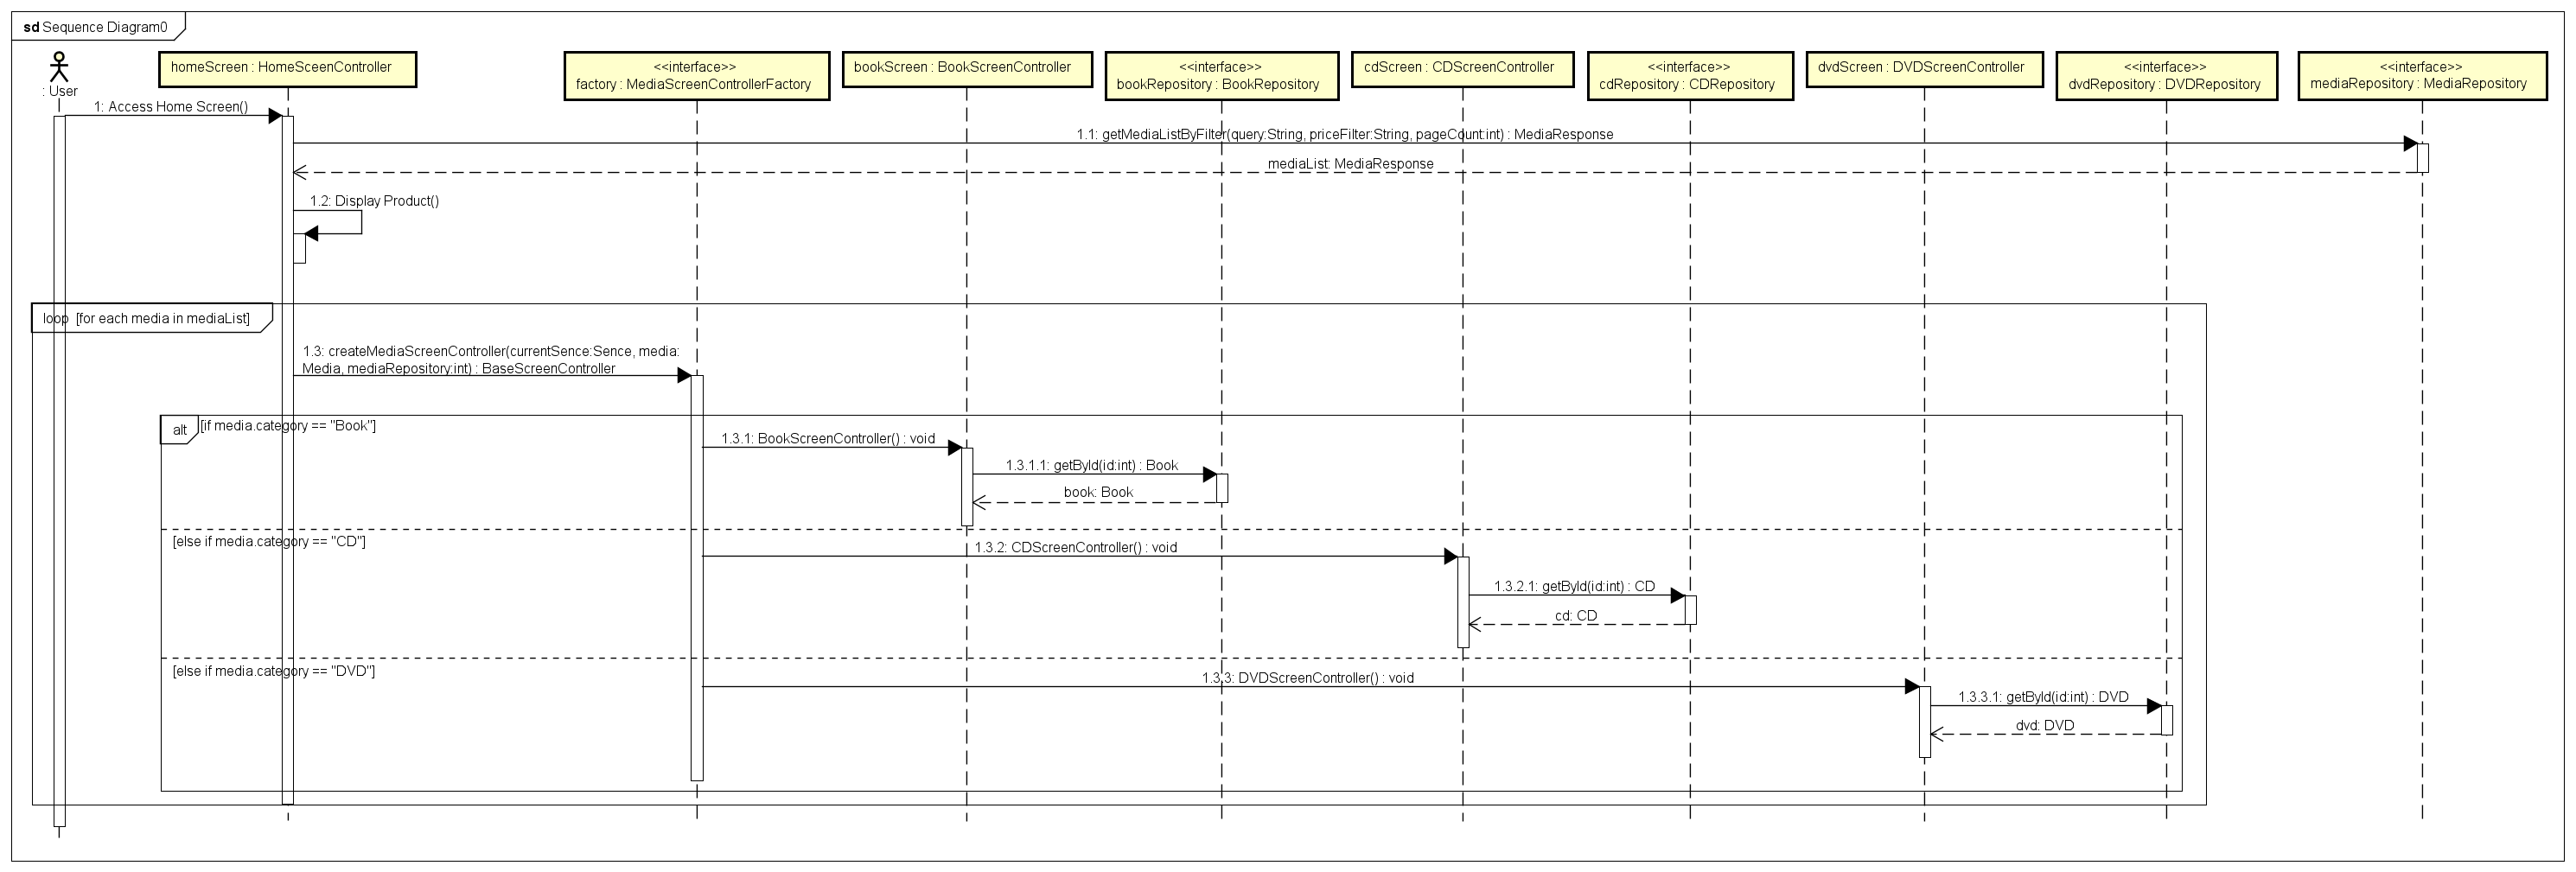 sd Sequence Diagram0
: User
homeScreen : HomeSceenController
<<interface>>
factory : MediaScreenControllerFactory
bookScreen : BookScreenController
<<interface>>
bookRepository : BookRepository
cdScreen : CDScreenController
<<interface>>
cdRepository : CDRepository
dvdScreen : DVDScreenController
<<interface>>
dvdRepository : DVDRepository
<<interface>>
mediaRepository : MediaRepository
1: Access Home Screen()
1.1: getMediaListByFilter(query:String, priceFilter:String, pageCount:int) : MediaResponse
mediaList: MediaResponse
1.2: Display Product()
loop [for each media in mediaList]
1.3: createMediaScreenController(currentSence:Sence, media:
Media, mediaRepository:int) : BaseScreenController
alt [if media.category == "Book"]
1.3.1: BookScreenController() : void
1.3.1.1: getById(id:int) : Book
book: Book
[else if media.category == "CD"]
1.3.2: CDScreenController() : void
1.3.2.1: getById(id:int) : CD
cd: CD
[else if media.category == "DVD"]
1.3.3: DVDScreenController() : void
1.3.3.1: getById(id:int) : DVD
dvd: DVD